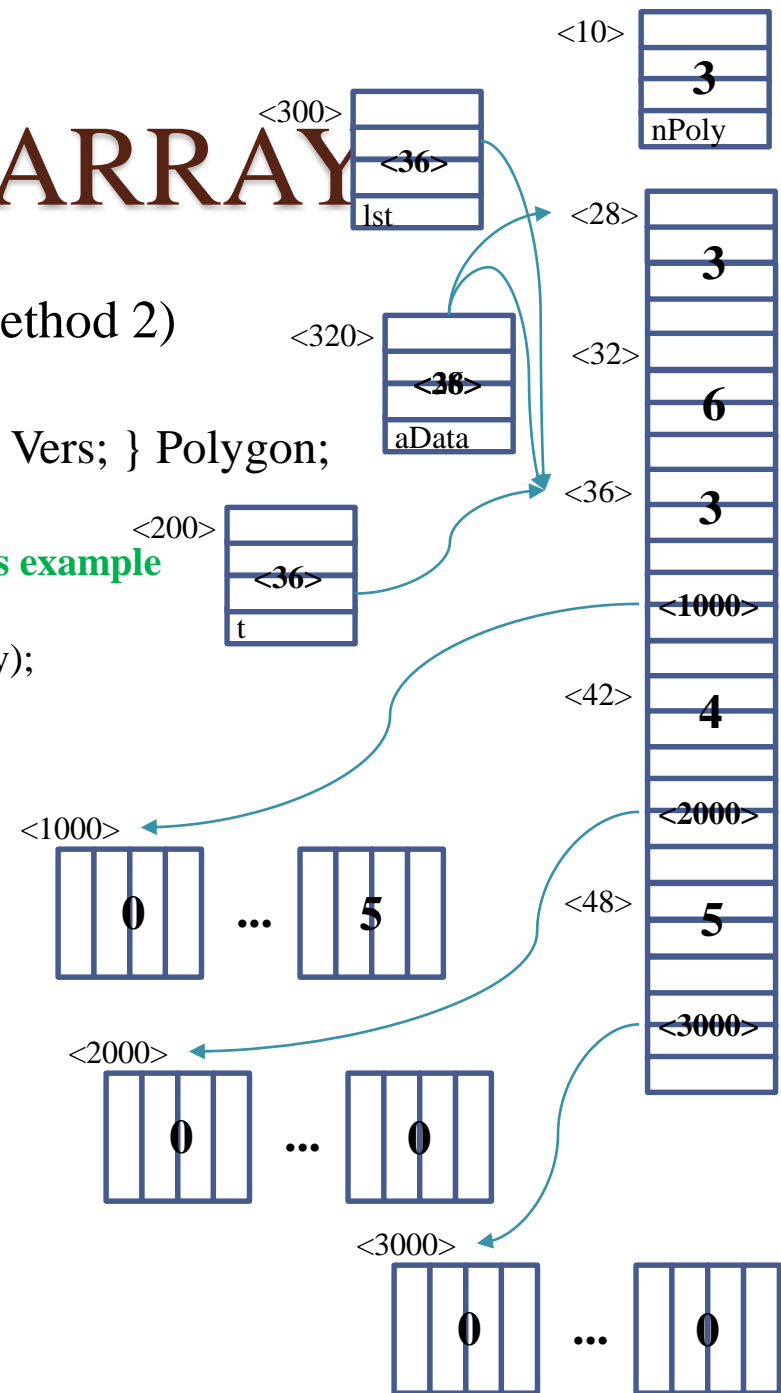 <10>
3
nPoly
<300>
ARRAY
<36>
lst
<28>
3
ethod 2)
<320>
<32>
6
aData
Vers; } Polygon;
<36>
3
<200>
s example
<36>
<1000>
t
y);
<42>
4
<2000>
<1000>
0 ... 5
<48>
5
<3000>
<2000>
0 ... 0
<3000>
0 ... 0